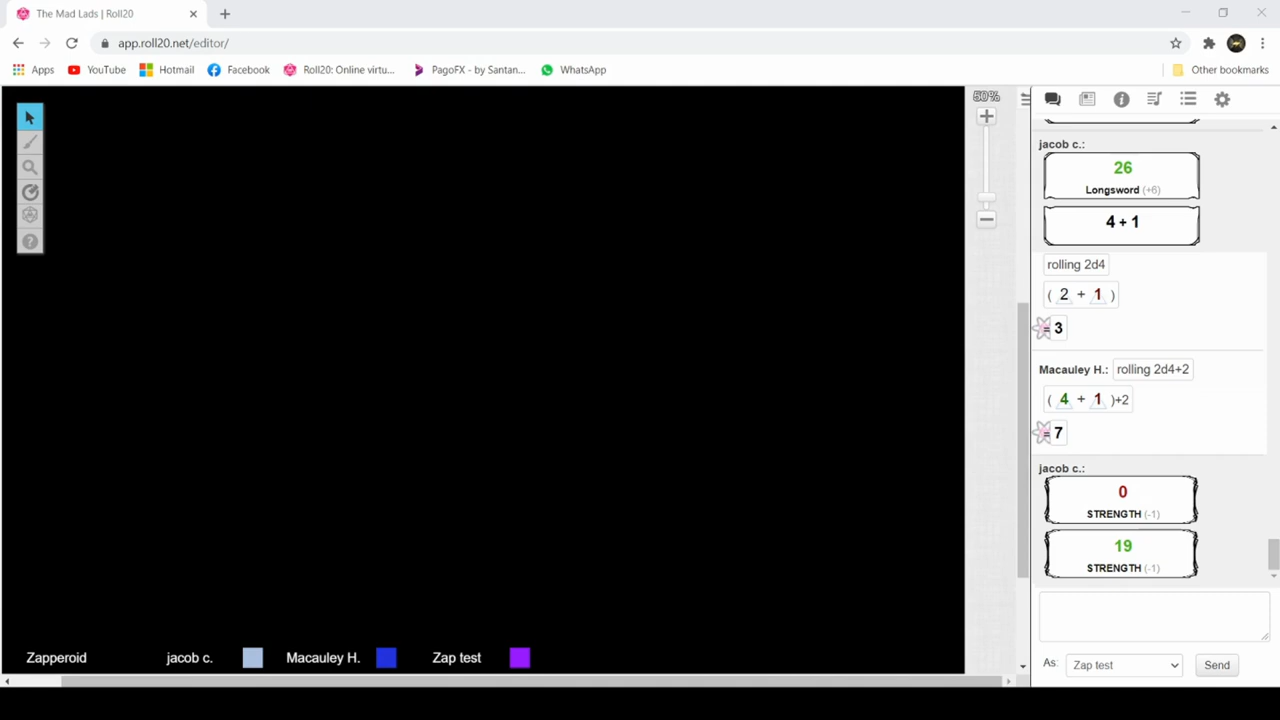 The Mad Lads | Roll20
app.roll20.net/editor/
Apps YouTube Hotmail Facebook Roll20: Online virtu... PagoFX - by Santan... WhatsApp Other bookmarks
50%
jacob c.:
26
Longsword (+6)
4 + 1
rolling 2d4
( 2 + 1 )
= 3
Macauley H.: rolling 2d4+2
( 4 + 1 )+2
= 7
jacob c.:
0
STRENGTH (-1)
19
STRENGTH (-1)
Zapperoid jacob c. Macauley H. Zap test
As: Zap test Send